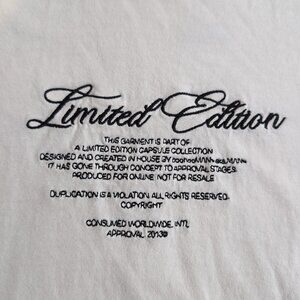 Limited Edition
THIS GARMENT IS PART OF
A LIMITED EDITION CAPSULE COLLECTION
DESIGNED AND CREATED IN HOUSE BY boohooMAN
IT HAS GONE THROUGH CONCEPT TO APPROVAL STAGES
PRODUCED FOR ONLINE NOT FOR RESALE
DUPLICATION IS A VIOLATION. ALL RIGHTS RESERVED.
COPYRIGHT
CONSUMED WORLDWIDE. INTL
APPROVAL 2013